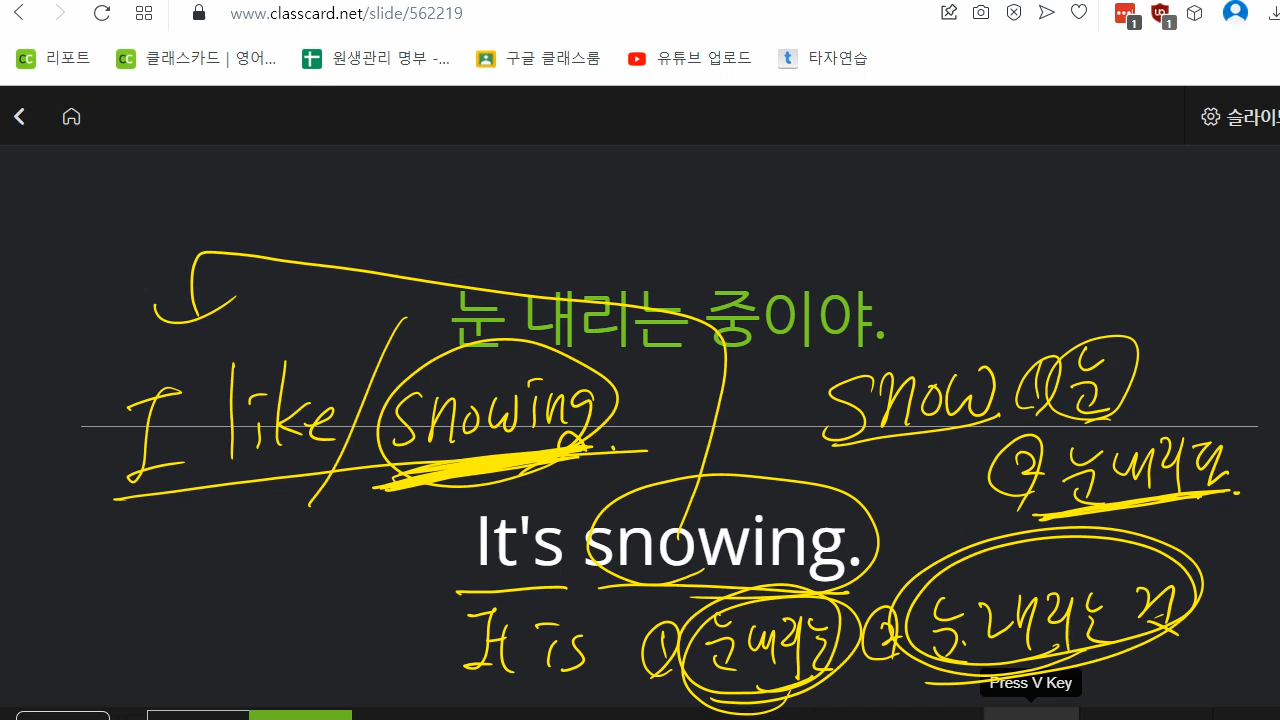 www.classcard.net/slide/562219
리포트 클래스카드 | 영어... 원생관리 명부 -... 구글 클래스룸 유튜브 업로드 타자연습
슬라이드
눈 내리는 중이야.
I like / snowing.
snow ① 눈
② 눈 내리다.
It's snowing.
It is ① 눈 내리는 ② 눈 내리는 것
Press V Key